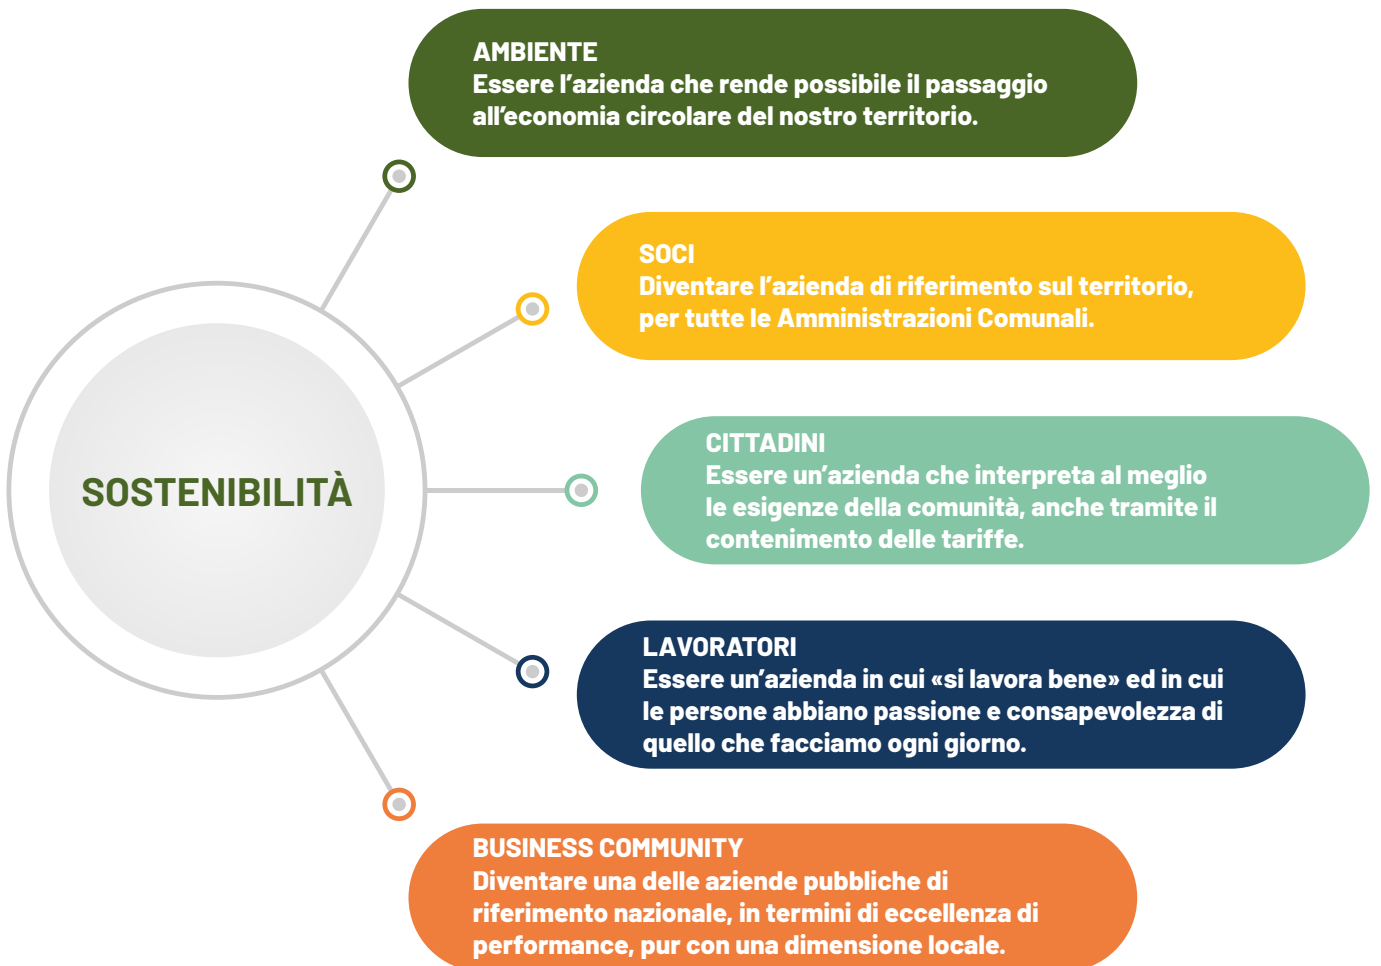 AMBIENTE
Essere l’azienda che rende possibile il passaggio
all’economia circolare del nostro territorio.
SOCI
Diventare l’azienda di riferimento sul territorio,
per tutte le Amministrazioni Comunali.
SOSTENIBILITÀ
CITTADINI
Essere un’azienda che interpreta al meglio
le esigenze della comunità, anche tramite il
contenimento delle tariffe.
LAVORATORI
Essere un’azienda in cui «si lavora bene» ed in cui
le persone abbiano passione e consapevolezza di
quello che facciamo ogni giorno.
BUSINESS COMMUNITY
Diventare una delle aziende pubbliche di
riferimento nazionale, in termini di eccellenza di
performance, pur con una dimensione locale.